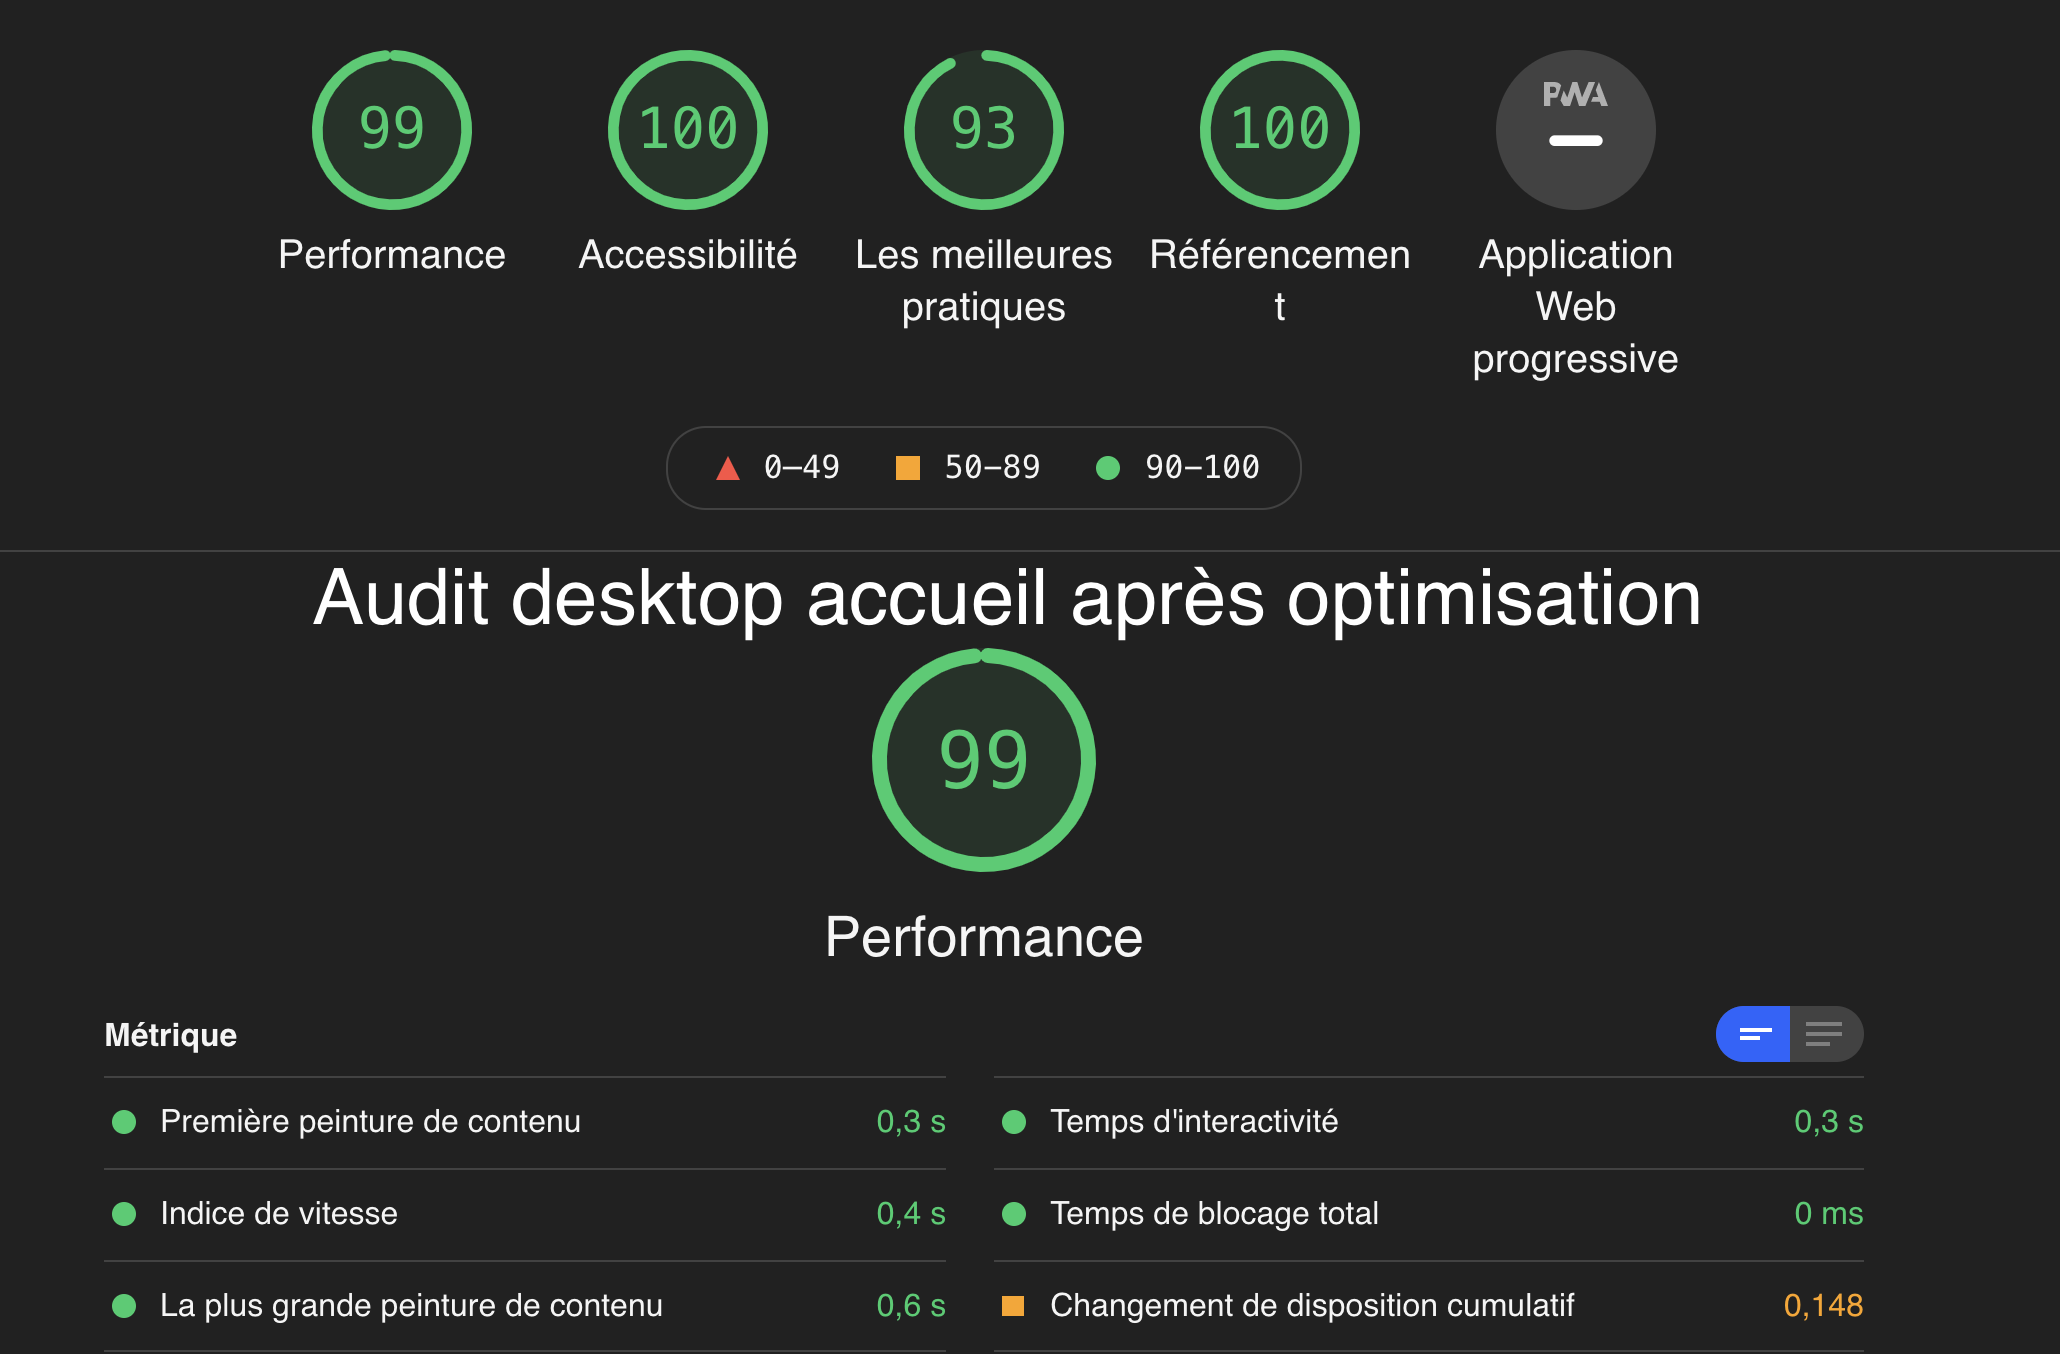 99
100
93
100
PWA
Performance
Accessibilité
Les meilleures
pratiques
Référencemen
t
Application
Web
progressive
0–49
50–89
90–100
Audit desktop accueil après optimisation
99
Performance
Métrique
Première peinture de contenu 0,3 s
Temps d'interactivité 0,3 s
Indice de vitesse 0,4 s
Temps de blocage total 0 ms
La plus grande peinture de contenu 0,6 s
Changement de disposition cumulatif 0,148